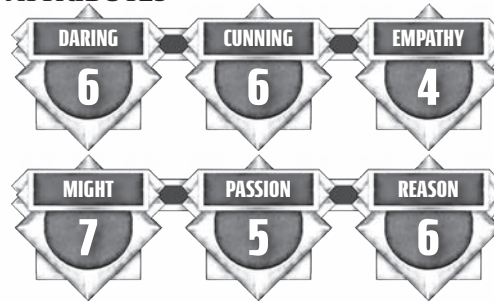 DARING CUNNING EMPATHY
6 6 4
MIGHT PASSION REASON
7 5 6